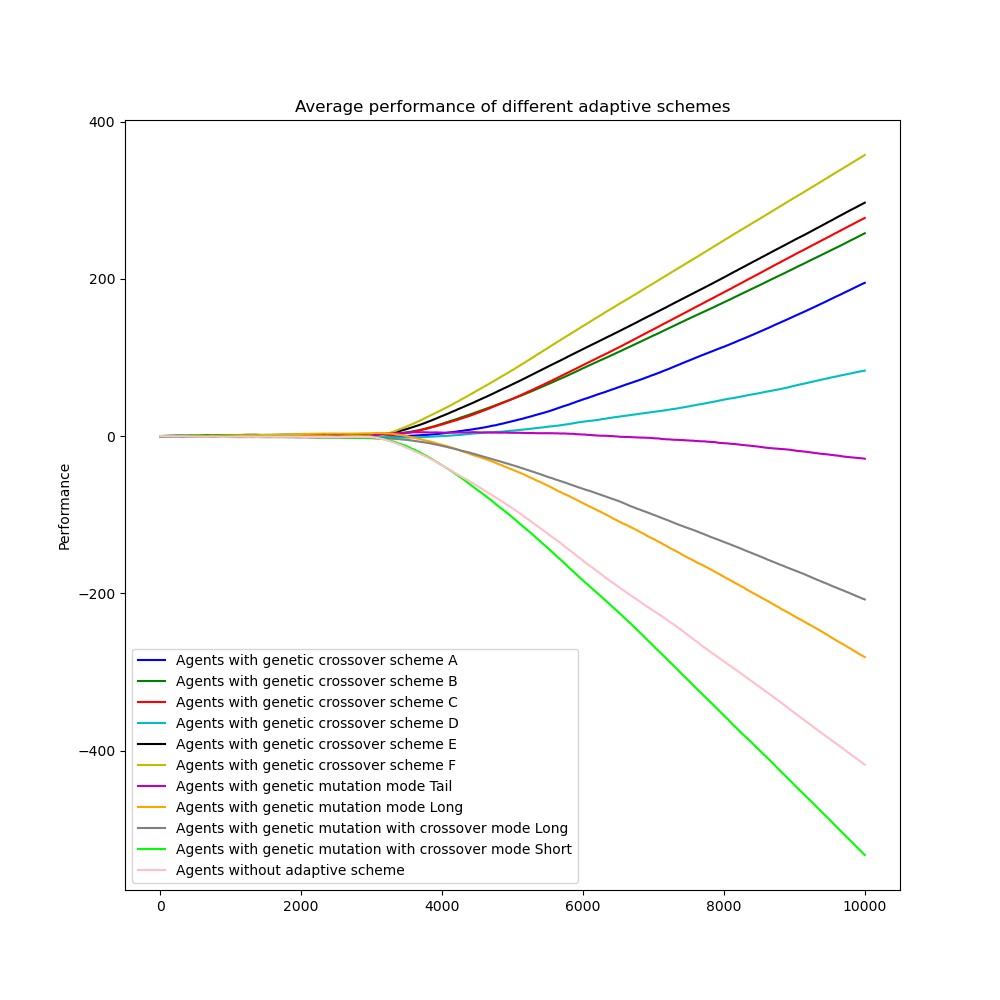 Average performance of different adaptive schemes
400
200
0
−200
−400
Performance
Agents with genetic crossover scheme A
Agents with genetic crossover scheme B
Agents with genetic crossover scheme C
Agents with genetic crossover scheme D
Agents with genetic crossover scheme E
Agents with genetic crossover scheme F
Agents with genetic mutation mode Tail
Agents with genetic mutation mode Long
Agents with genetic mutation with crossover mode Long
Agents with genetic mutation with crossover mode Short
Agents without adaptive scheme
0 2000 4000 6000 8000 10000